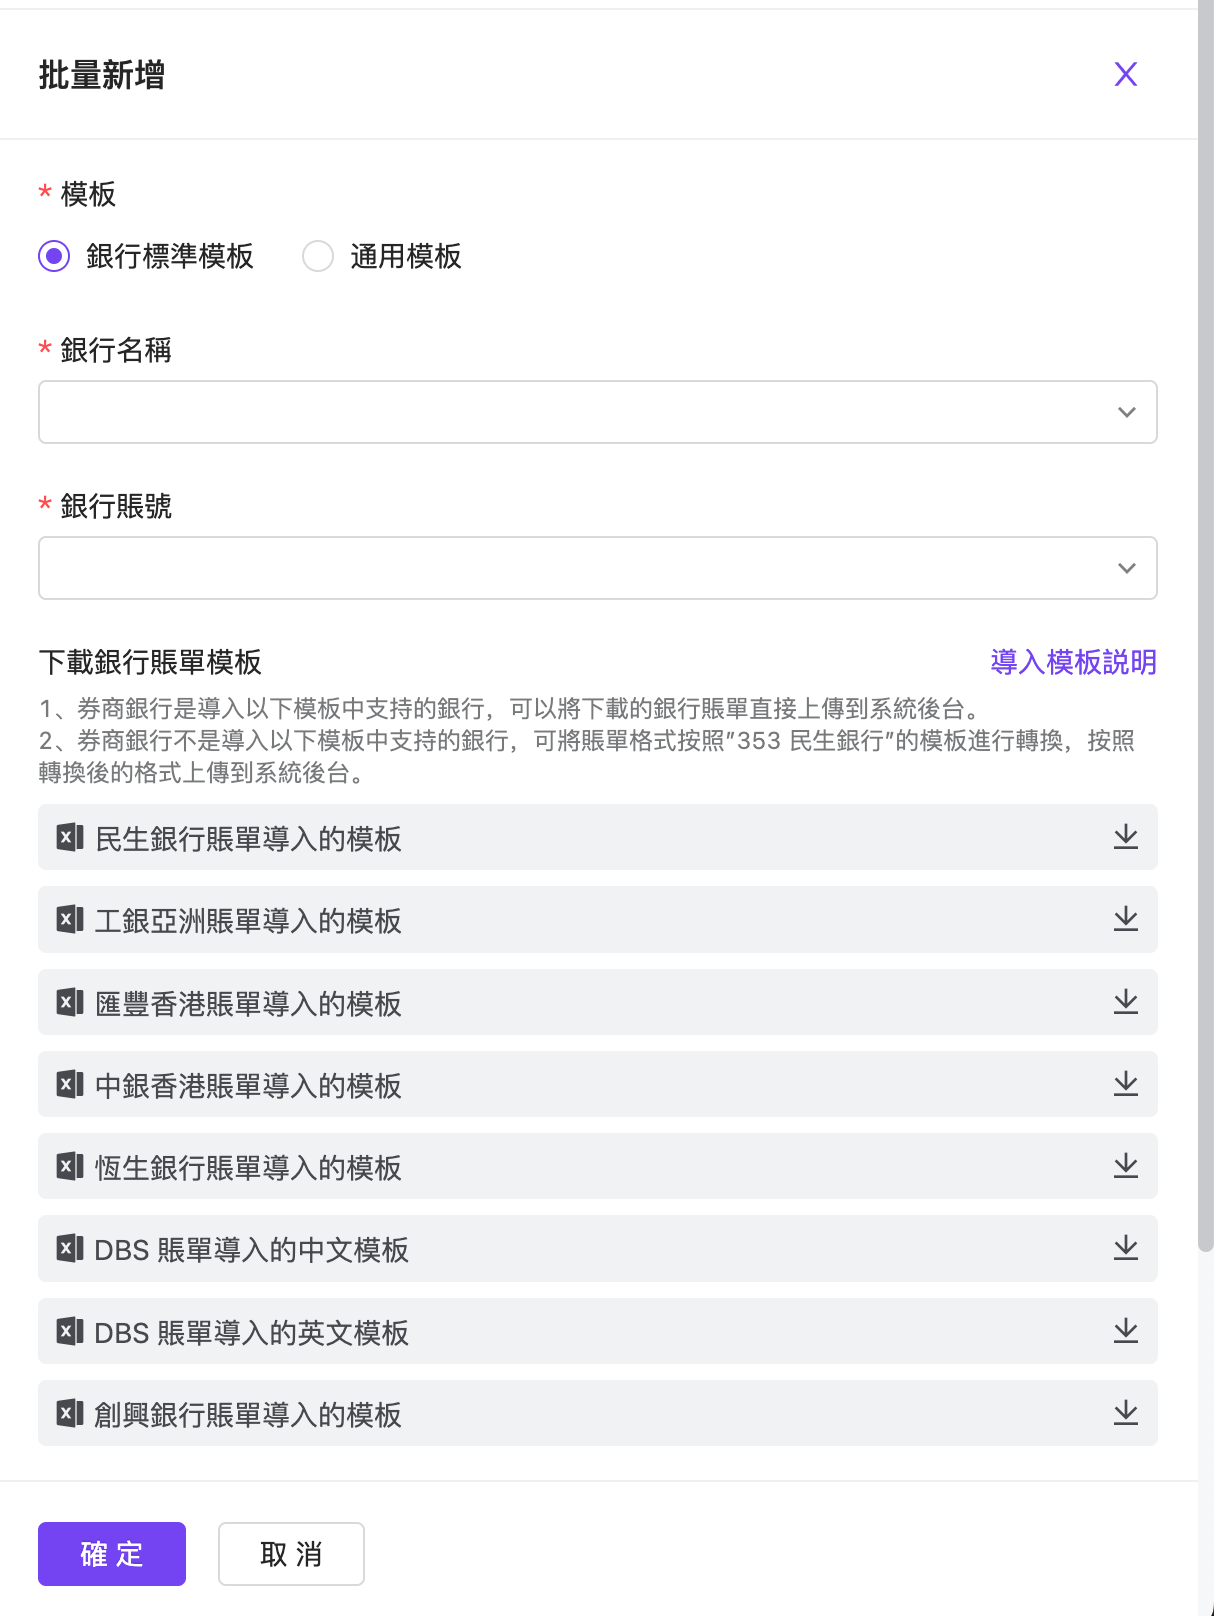 批量新增
* 模板
銀行標準模板 通用模板
* 銀行名稱
* 銀行賬號
下載銀行賬單模板 導入模板説明
1、券商銀行是導入以下模板中支持的銀行，可以將下載的銀行賬單直接上傳到系統後台。
2、券商銀行不是導入以下模板中支持的銀行，可將賬單格式按照”353 民生銀行”的模板進行轉換，按照
轉換後的格式上傳到系統後台。
民生銀行賬單導入的模板
工銀亞洲賬單導入的模板
匯豐香港賬單導入的模板
中銀香港賬單導入的模板
恆生銀行賬單導入的模板
DBS 賬單導入的中文模板
DBS 賬單導入的英文模板
創興銀行賬單導入的模板
確 定 取 消